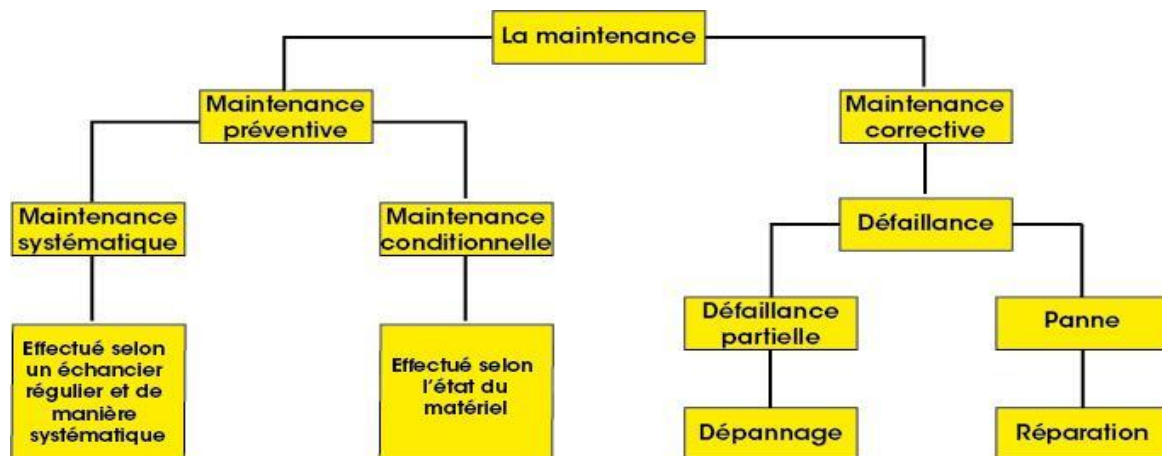 La maintenance
Maintenance
préventive
Maintenance
corrective
Maintenance
systématique
Maintenance
conditionnelle
Défaillance
Défaillance
partielle
Panne
Effectué selon
un échancier
régulier et de
manière
systématique
Effectué selon
l'état du
matériel
Dépannage
Réparation